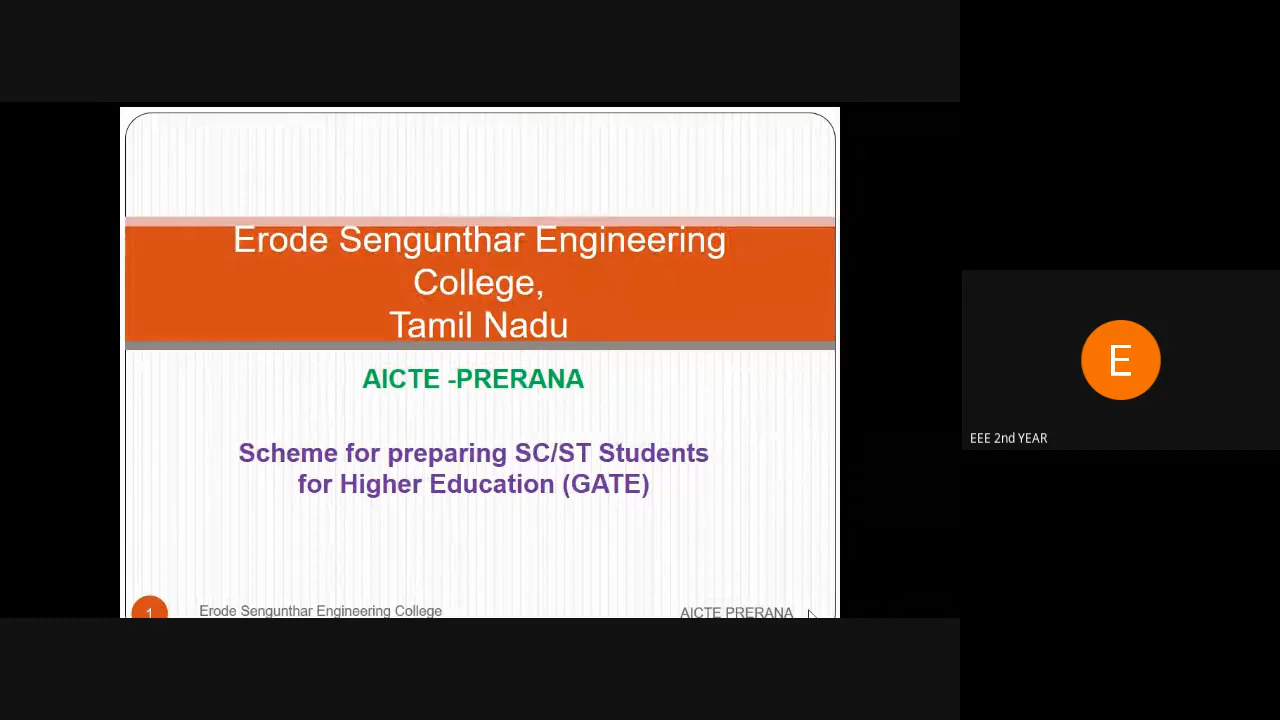 Erode Sengunthar Engineering
College,
Tamil Nadu
AICTE -PRERANA
Scheme for preparing SC/ST Students
for Higher Education (GATE)
1
Erode Sengunthar Engineering College
AICTE PRERANA
E
EEE 2nd YEAR